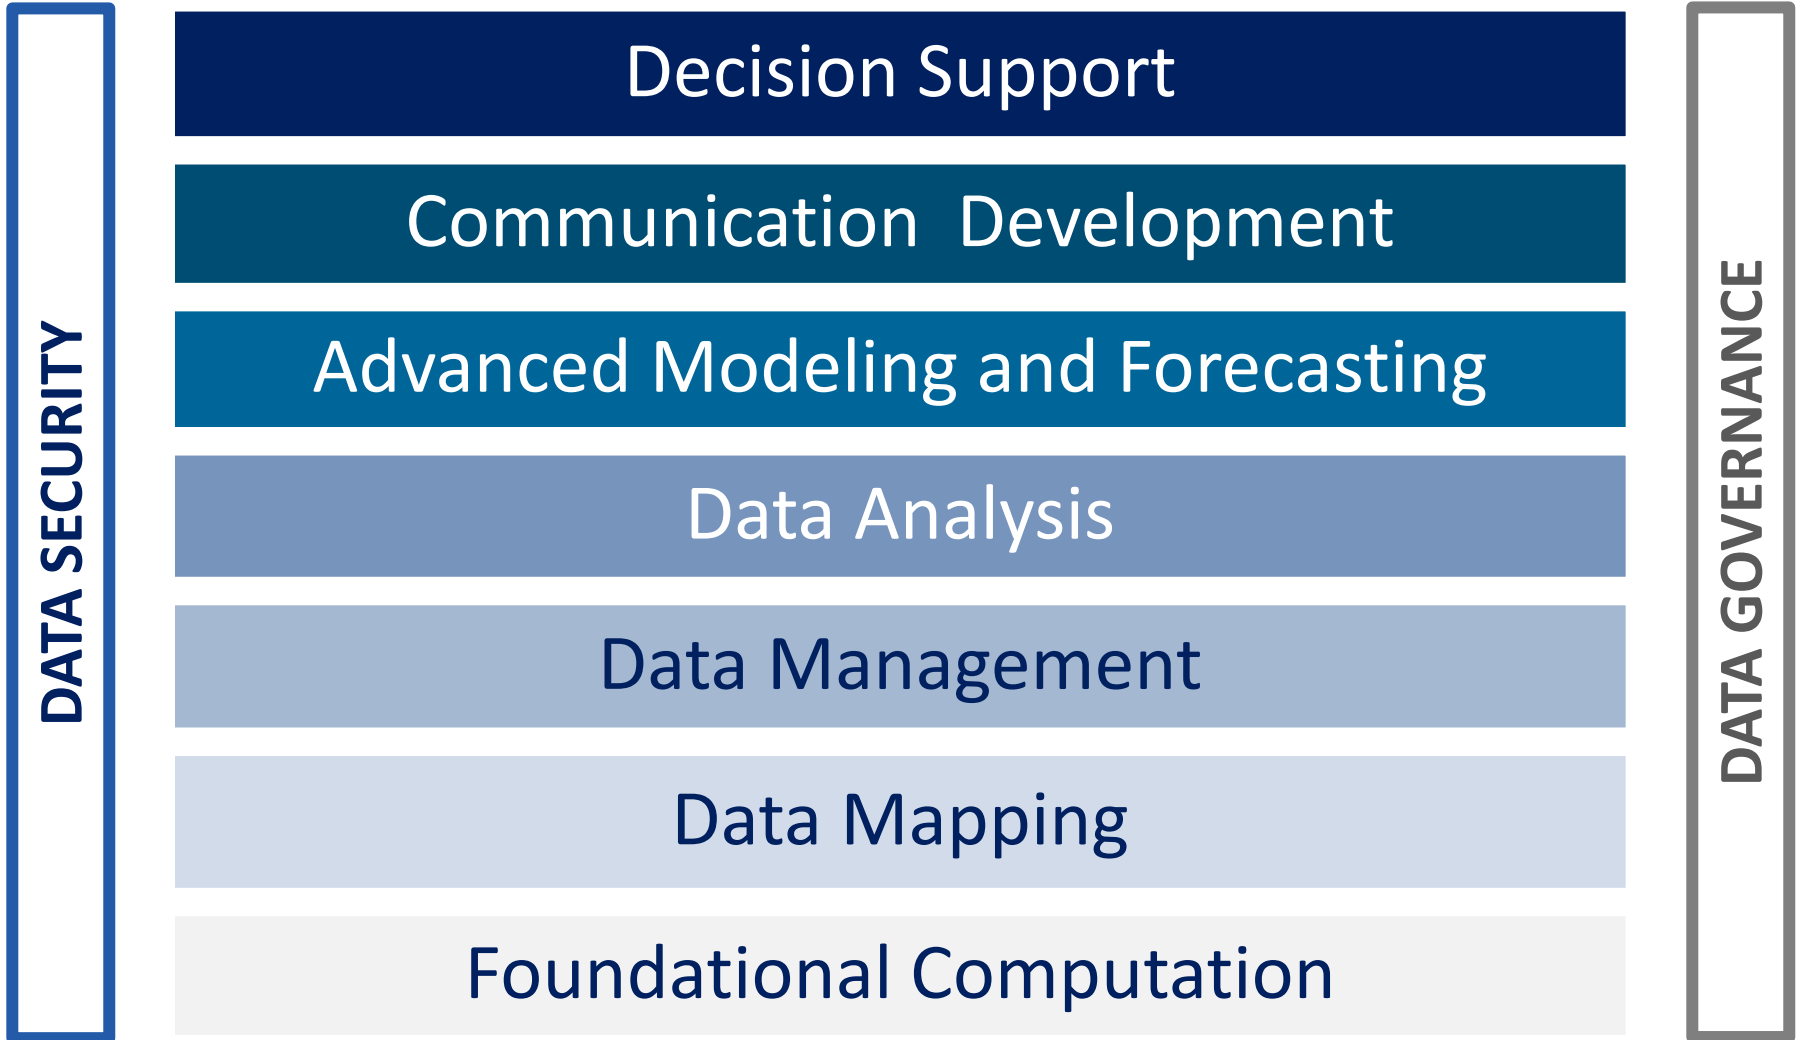 DATA SECURITY
Decision Support
Communication  Development
Advanced Modeling and Forecasting
Data Analysis
Data Management
Data Mapping
Foundational Computation
DATA GOVERNANCE